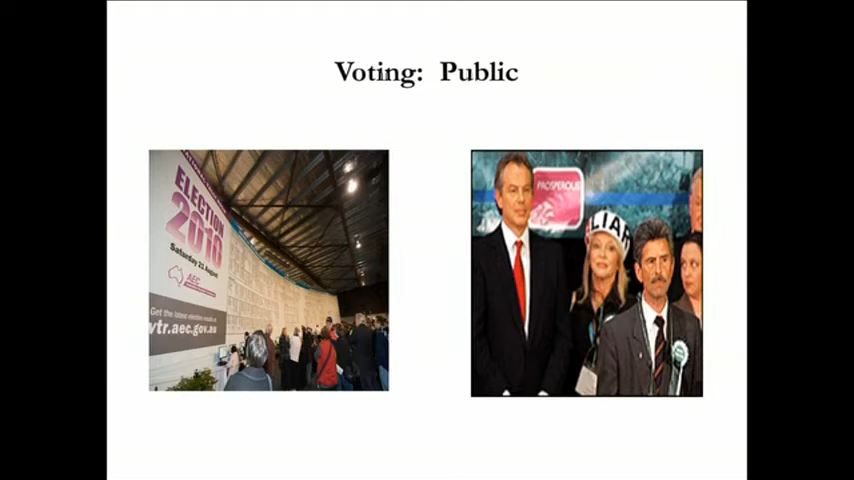 Voting: Public
ELECTION
2010
Saturday 21 August
AEC
Get the latest election results at
vtr.aec.gov.au
PROSPEROUS
LIAR